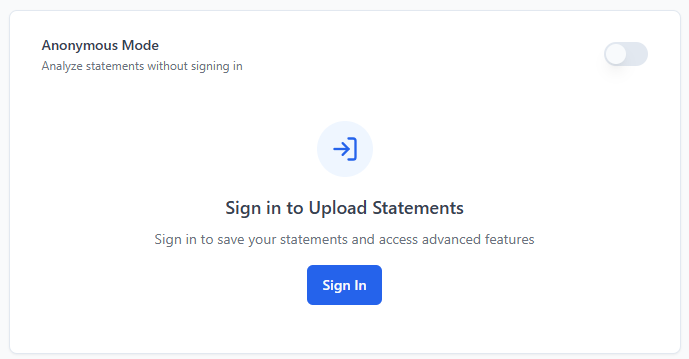 Anonymous Mode
Analyze statements without signing in
Sign in to Upload Statements
Sign in to save your statements and access advanced features
Sign In